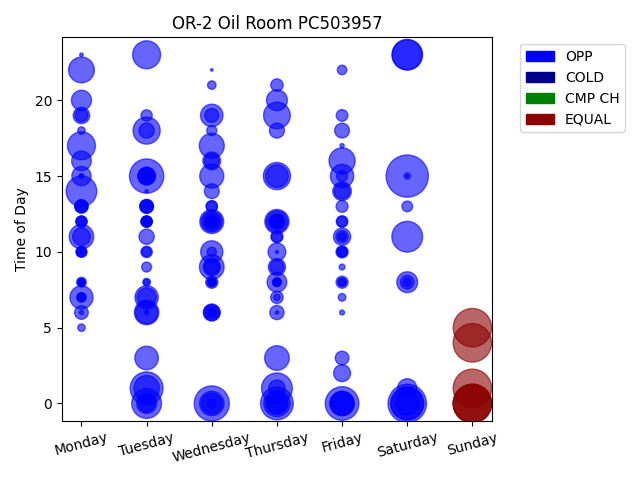 OR-2 Oil Room PC503957
OPP
COLD
CMP CH
EQUAL
Time of Day
20
15
10
5
0
Monday
Tuesday
Wednesday
Thursday
Friday
Saturday
Sunday